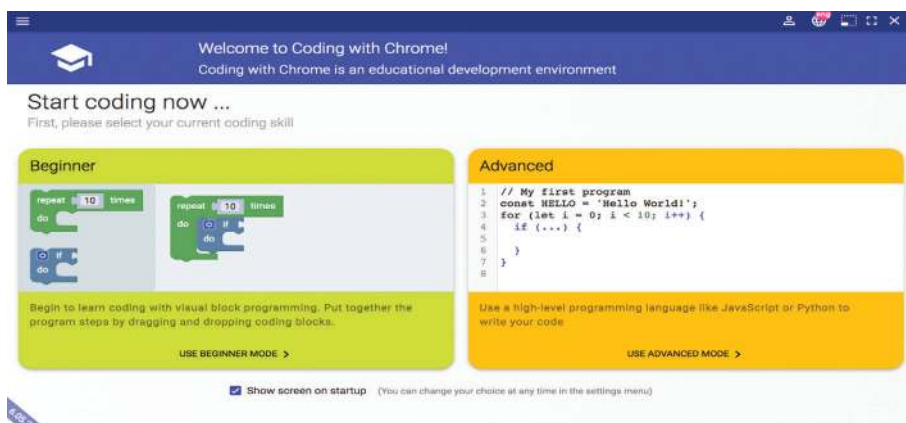 Welcome to Coding with Chrome!
Coding with Chrome is an educational development environment
Start coding now ...
First, please select your current coding skill
Beginner
repeat 10 times
do
if
do
repeat 10 times
do if
do
Begin to learn coding with visual block programming. Put together the
program steps by dragging and dropping coding blocks.
USE BEGINNER MODE >
Advanced
1 // My first program
2 const HELLO = 'Hello World!';
3 for (let i = 0; i < 10; i++) {
4 if (...) {
5
6 }
7 }
8
Use a high-level programming language like JavaScript or Python to
write your code
USE ADVANCED MODE >
Show screen on startup (You can change your choice at any time in the settings menu)